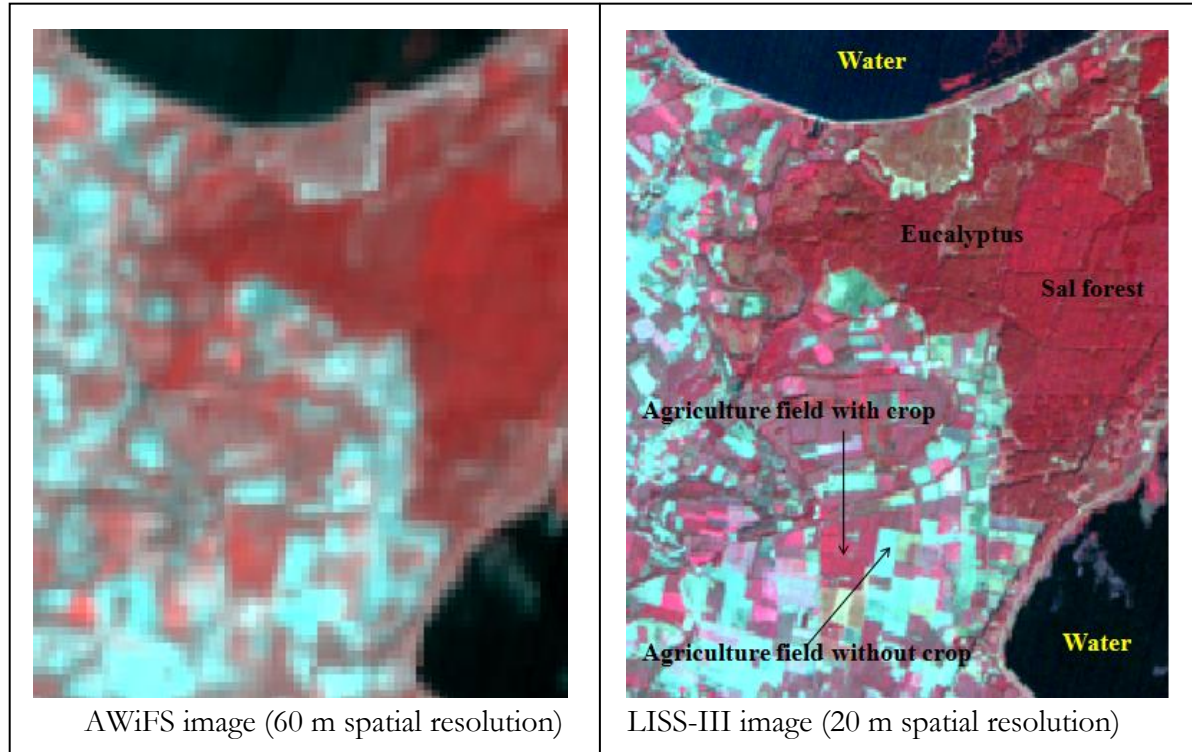 Water
Eucalyptus
Sal forest
Agriculture field with crop
Agriculture field without crop
Water
AWiFS image (60 m spatial resolution)
LISS-III image (20 m spatial resolution)